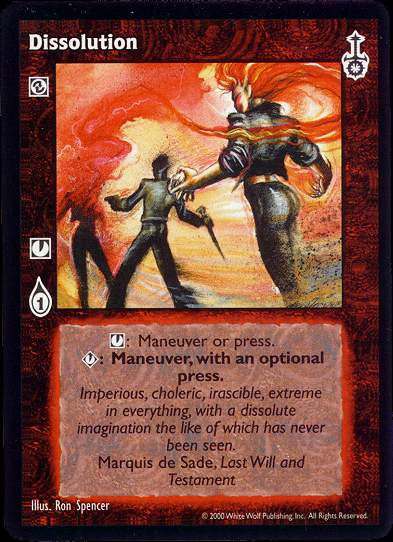 Dissolution
1
: Maneuver or press.
: Maneuver, with an optional
press.
Imperious, choleric, irascible, extreme
in everything, with a dissolute
imagination the like of which has never
been seen.
Marquis de Sade, Last Will and
Testament
Illus. Ron Spencer
© 2000 White Wolf Publishing, Inc. All Rights Reserved.